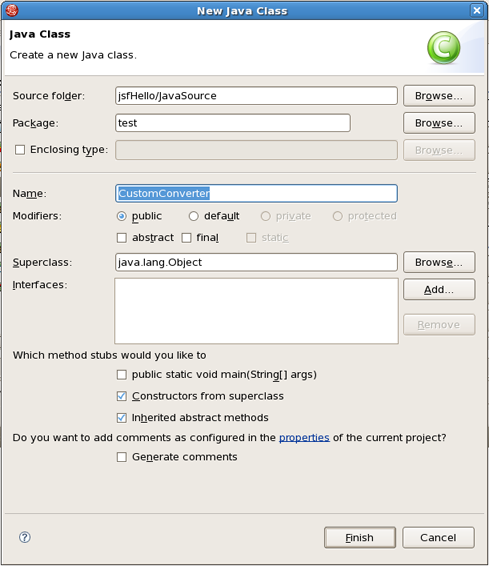 New Java Class
Java Class
Create a new Java class.
C
Source folder: jsfHello/JavaSource Browse...
Package: test Browse...
Enclosing type: Browse...
Name: CustomConverter
Modifiers: public default private protected
abstract final static
Superclass: java.lang.Object Browse...
Interfaces: Add...
Remove
Which method stubs would you like to
public static void main(String[] args)
Constructors from superclass
Inherited abstract methods
Do you want to add comments as configured in the properties of the current project?
Generate comments
? Finish Cancel